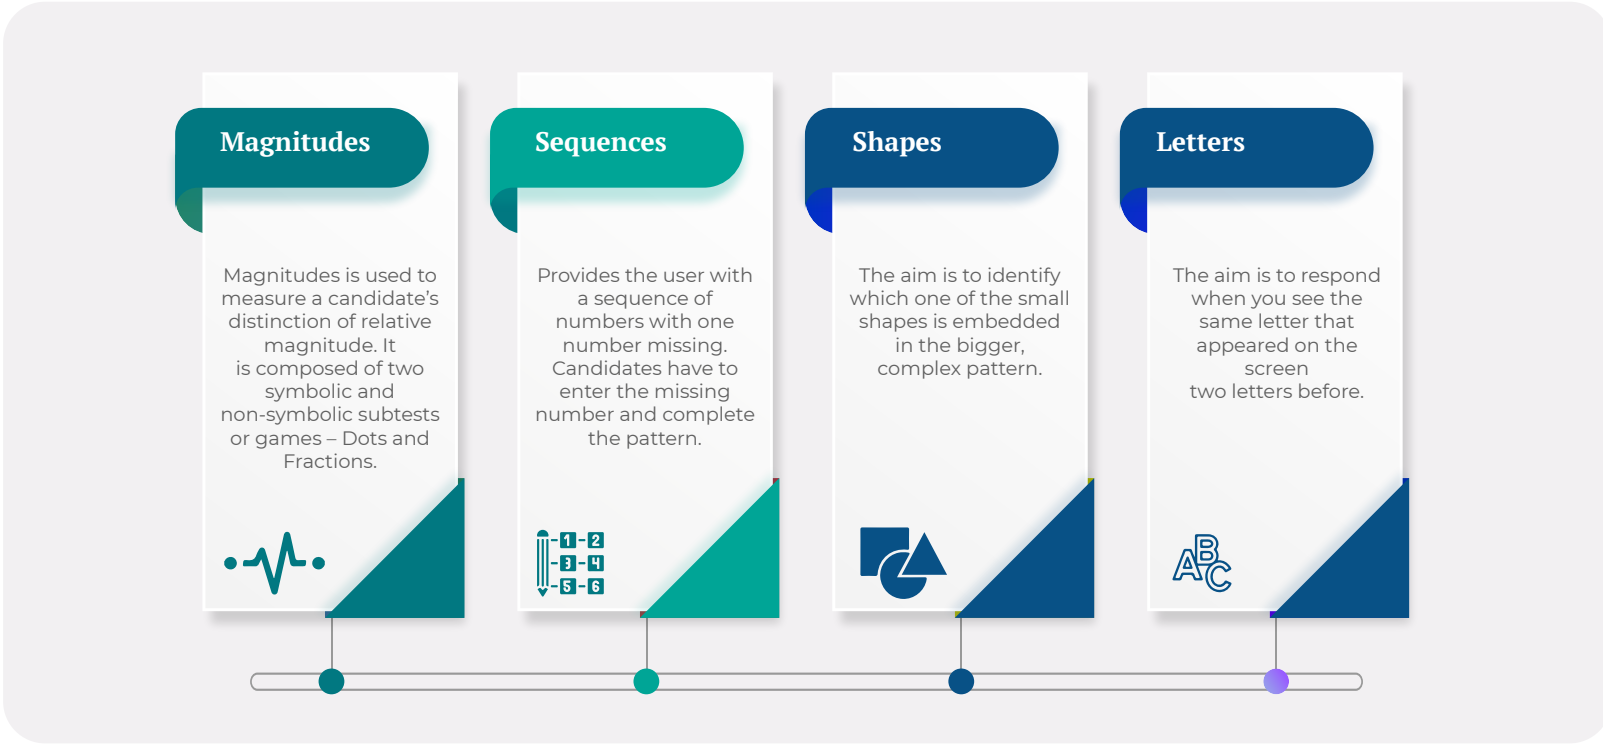 Magnitudes
Magnitudes is used to
measure a candidate’s
distinction of relative
magnitude. It
is composed of two
symbolic and
non-symbolic subtests
or games – Dots and
Fractions.
Sequences
Provides the user with
a sequence of
numbers with one
number missing.
Candidates have to
enter the missing
number and complete
the pattern.
1 2
3 4
5 6
Shapes
The aim is to identify
which one of the small
shapes is embedded
in the bigger,
complex pattern.
Letters
The aim is to respond
when you see the
same letter that
appeared on the
screen
two letters before.
ABC